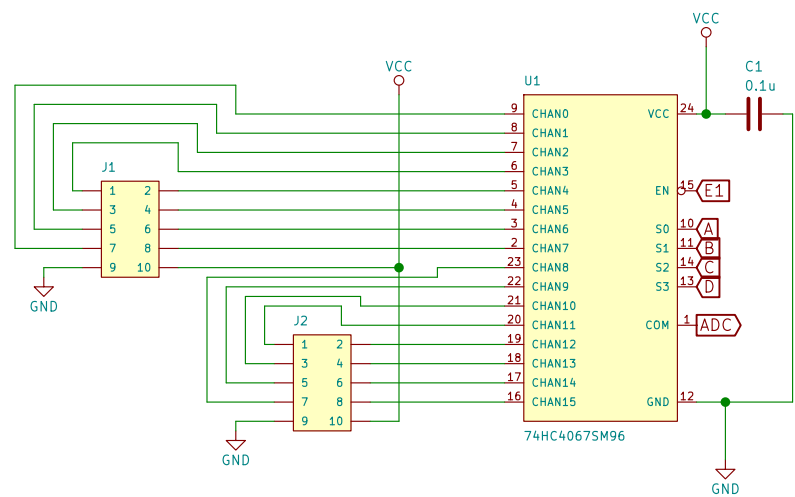 VCC
VCC
U1
C1
0.1u
9 CHAN0 VCC 24
8 CHAN1
7 CHAN2
6 CHAN3
J1
1 2 5 CHAN4 EN 15 E1
3 4 4 CHAN5
5 6 3 CHAN6 S0 10 A
7 8 2 CHAN7 S1 11 B
9 10 23 CHAN8 S2 14 C
22 CHAN9 S3 13 D
GND
21 CHAN10
J2
20 CHAN11 COM 1 ADC
1 2 19 CHAN12
3 4 18 CHAN13
5 6 17 CHAN14
7 8 16 CHAN15 GND 12
9 10
74HC4067SM96
GND
GND